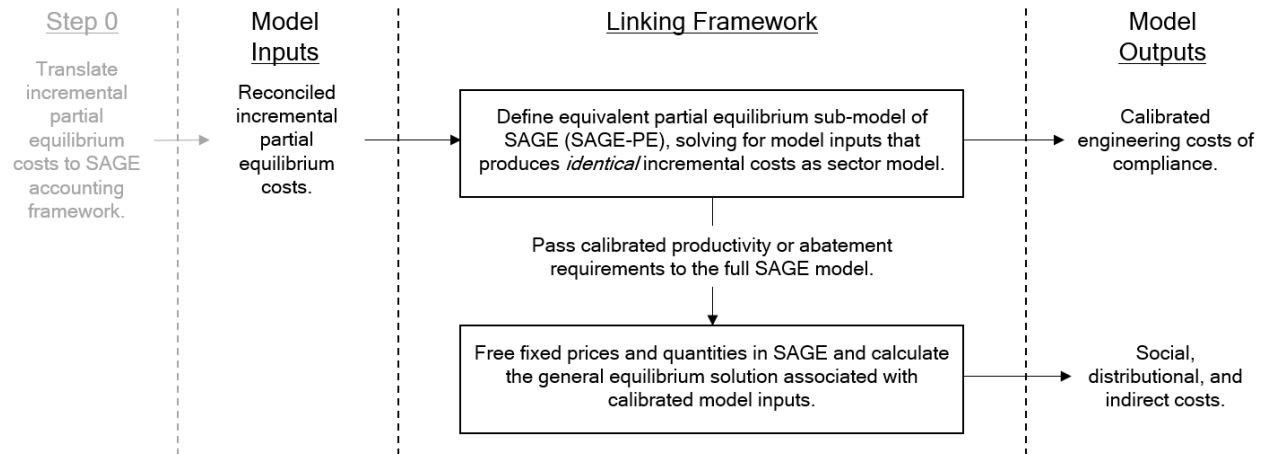 Step 0
Translate
incremental
partial
equilibrium
costs to SAGE
accounting
framework.
Model
Inputs
Reconciled
incremental
partial
equilibrium
costs.
Linking Framework
Define equivalent partial equilibrium sub-model of
SAGE (SAGE-PE), solving for model inputs that
produces identical incremental costs as sector model.
Pass calibrated productivity or abatement
requirements to the full SAGE model.
Free fixed prices and quantities in SAGE and calculate
the general equilibrium solution associated with
calibrated model inputs.
Model
Outputs
Calibrated
engineering costs of
compliance.
Social,
distributional, and
indirect costs.